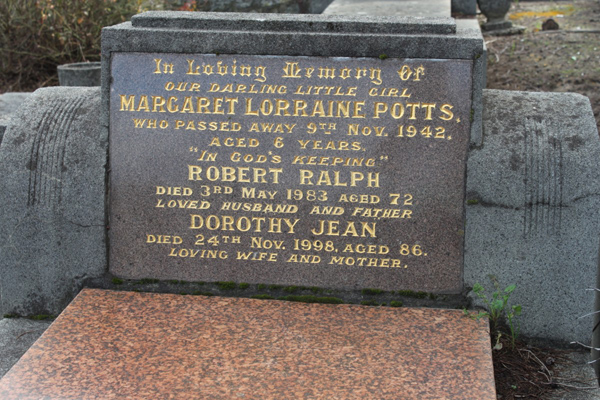 In Loving Memory Of
OUR DARLING LITTLE GIRL
MARGARET LORRAINE POTTS.
WHO PASSED AWAY 9TH NOV. 1942.
AGED 6 YEARS.
"IN GOD'S KEEPING"
ROBERT RALPH
DIED 3RD MAY 1983 AGED 72
LOVED HUSBAND AND FATHER
DOROTHY JEAN
DIED 24TH NOV. 1998, AGED 86.
LOVING WIFE AND MOTHER.